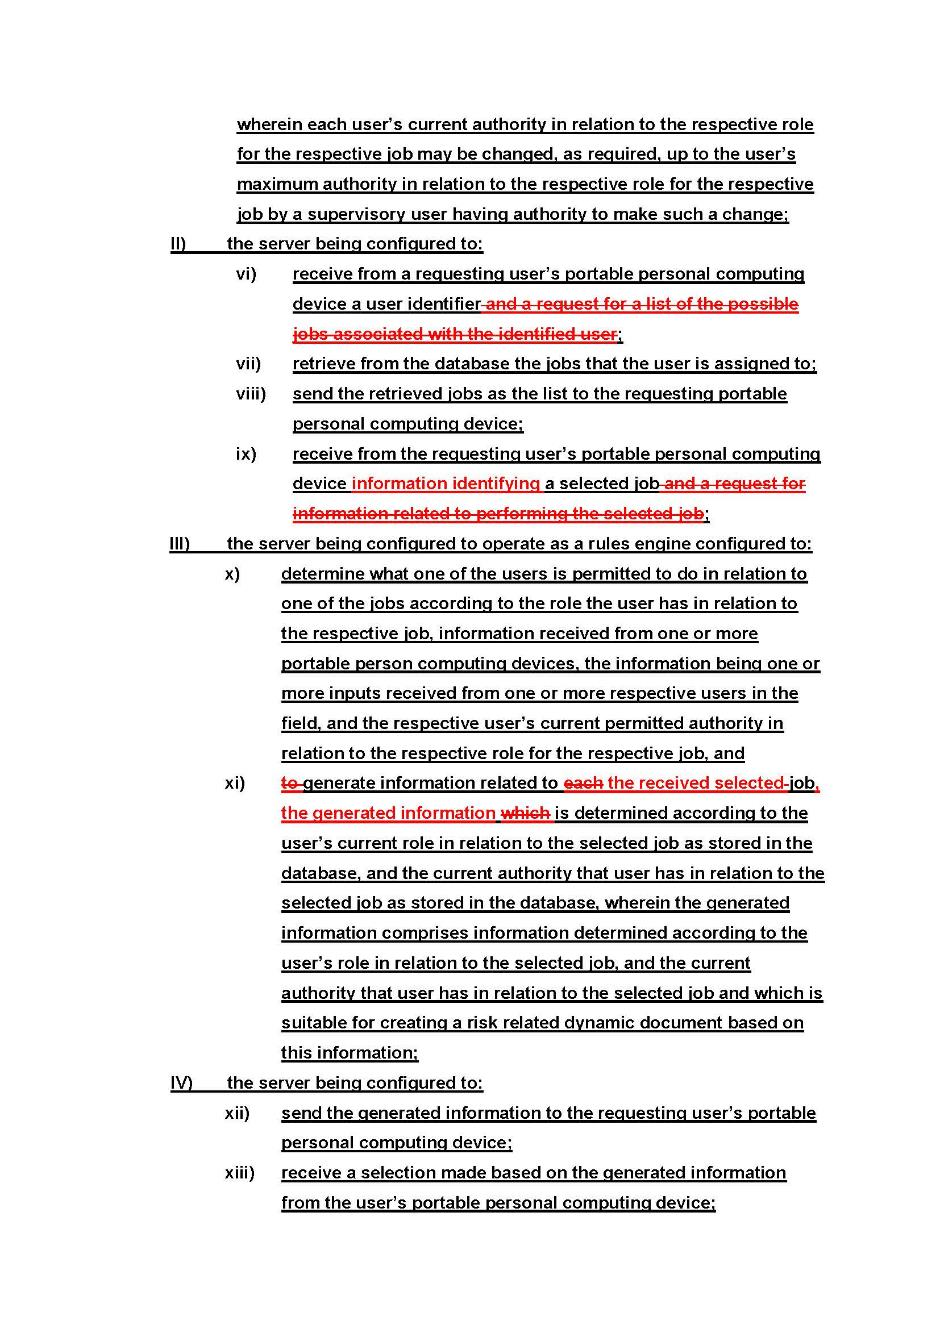 wherein each user’s current authority in relation to the respective role
for the respective job may be changed, as required, up to the user’s
maximum authority in relation to the respective role for the respective
job by a supervisory user having authority to make such a change;
II) the server being configured to:
vi) receive from a requesting user’s portable personal computing
device a user identifier and a request for a list of the possible
jobs associated with the identified user;
vii) retrieve from the database the jobs that the user is assigned to;
viii) send the retrieved jobs as the list to the requesting portable
personal computing device;
ix) receive from the requesting user’s portable personal computing
device information identifying a selected job and a request for
information related to performing the selected job;
III) the server being configured to operate as a rules engine configured to:
x) determine what one of the users is permitted to do in relation to
one of the jobs according to the role the user has in relation to
the respective job, information received from one or more
portable person computing devices, the information being one or
more inputs received from one or more respective users in the
field, and the respective user’s current permitted authority in
relation to the respective role for the respective job, and
xi) to generate information related to each the received selected job,
the generated information which is determined according to the
user’s current role in relation to the selected job as stored in the
database, and the current authority that user has in relation to the
selected job as stored in the database, wherein the generated
information comprises information determined according to the
user’s role in relation to the selected job, and the current
authority that user has in relation to the selected job and which is
suitable for creating a risk related dynamic document based on
this information;
IV) the server being configured to:
xii) send the generated information to the requesting user’s portable
personal computing device;
xiii) receive a selection made based on the generated information
from the user’s portable personal computing device;